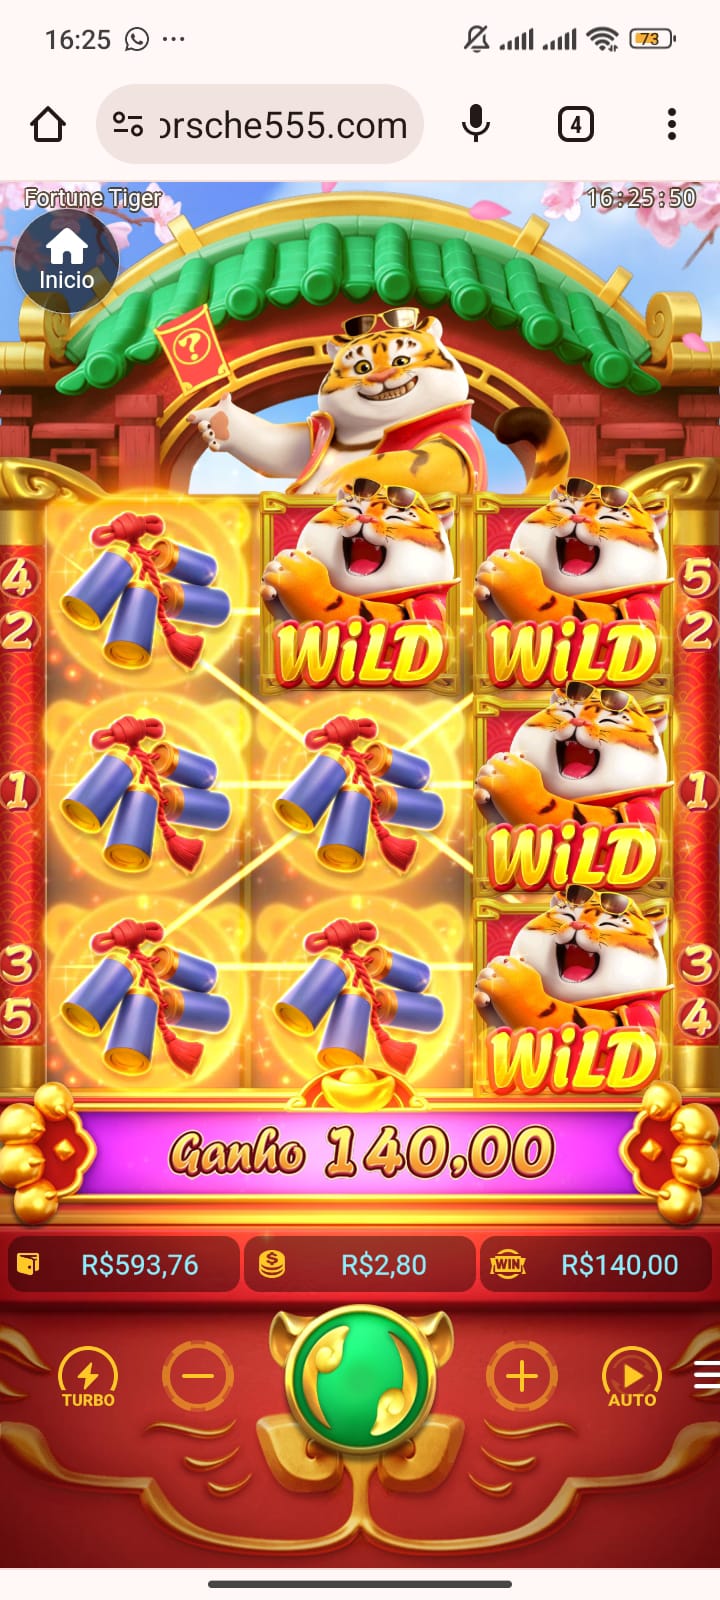 16:25
73
orsche555.com
4
Fortune Tiger
16:25:50
Inicio
?
WiLD WiLD
4 5
2 2
1 1
WiLD
3 3
5 4
WiLD
Ganho 140,00
R$593,76 R$2,80 WIN R$140,00
TURBO AUTO